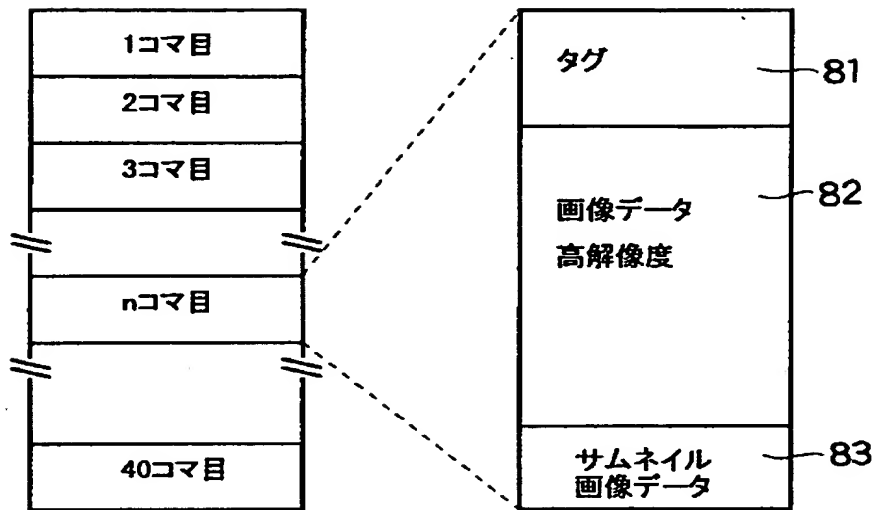 1コマ目
2コマ目
3コマ目
nコマ目
40コマ目
タグ
81
画像データ
高解像度
82
サムネイル
画像データ
83